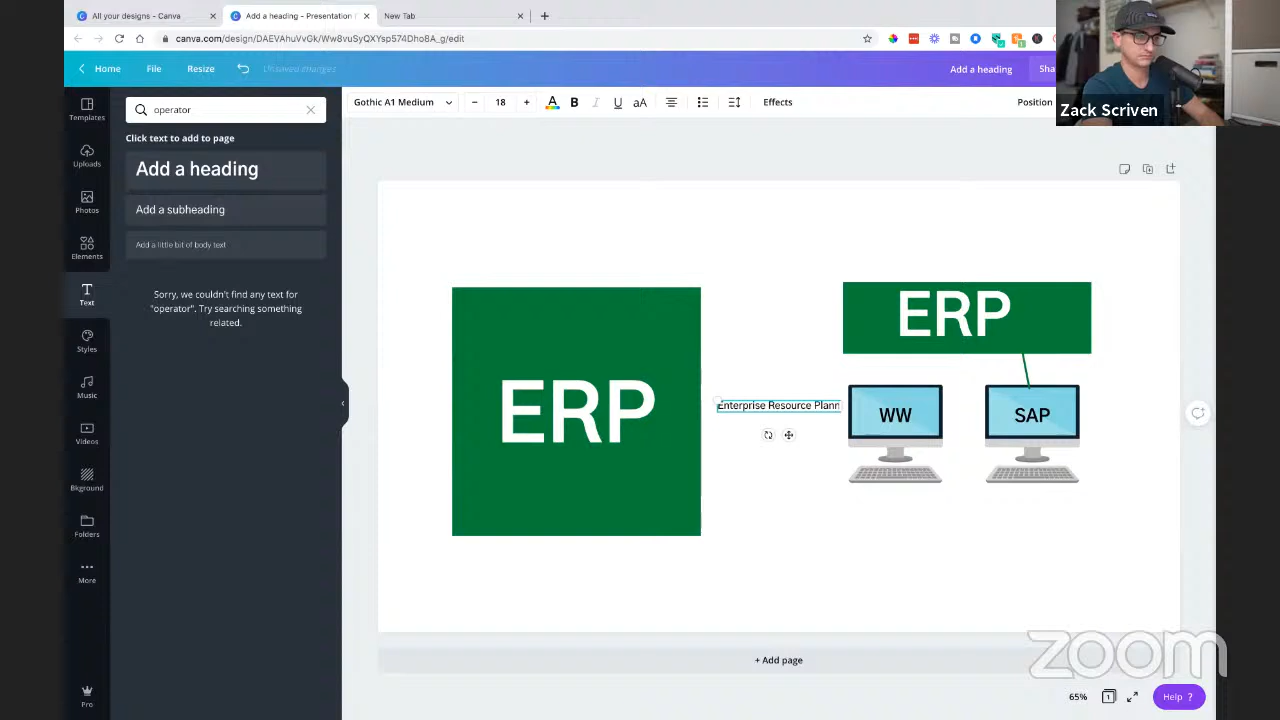 All your designs - Canva
Add a heading - Presentation
New Tab
canva.com/design/DAEVAhuVvGk/Ww8vuSyQXYsp574Dho8A_g/edit
Home
File
Resize
Unsaved changes
Add a heading
Sha
Zack Scriven
Templates
Uploads
Photos
Elements
Text
Styles
Music
Videos
Bkground
Folders
More
Pro
operator
Click text to add to page
Add a heading
Add a subheading
Add a little bit of body text
Sorry, we couldn't find any text for
"operator". Try searching something
related.
Gothic A1 Medium
18
A
B
I
U
aA
Effects
Position
ERP
Enterprise Resource Plann
ERP
WW
SAP
+ Add page
zoom
65%
1
Help ?